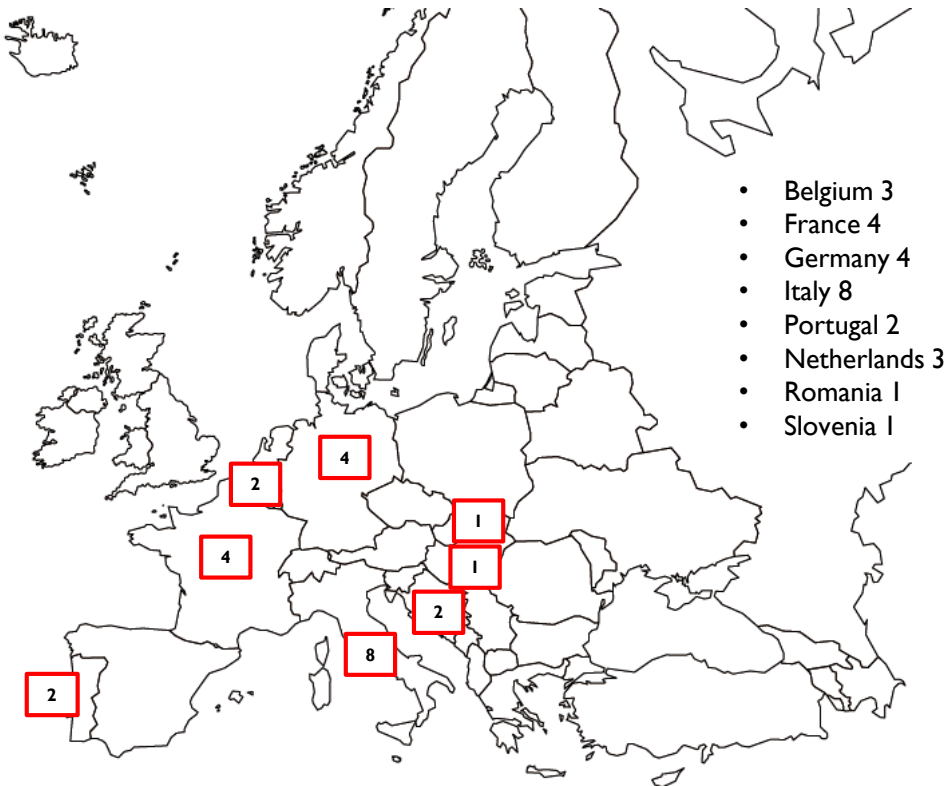 • Belgium 3
• France 4
• Germany 4
• Italy 8
• Portugal 2
• Netherlands 3
• Romania 1
• Slovenia 1
4
2
1
4
1
2
8
2